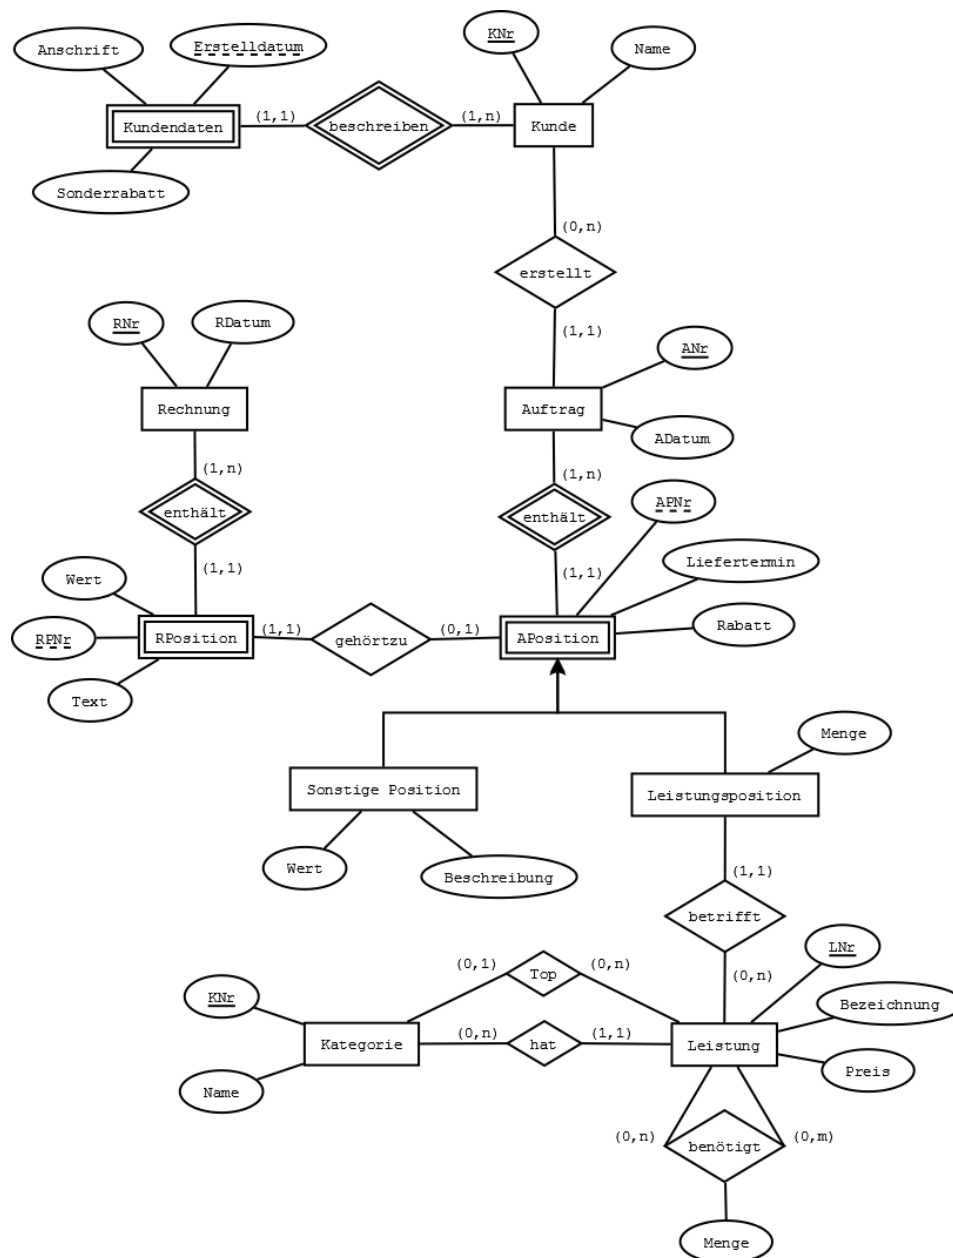 KNr
Name
Anschrift
Erstelldatum
(1,1)
(1,n)
Kundendaten
beschreiben
Kunde
Sonderrabatt
(0,n)
erstellt
RNr
RDatum
(1,1)
ANr
Rechnung
Auftrag
ADatum
(1,n)
(1,n)
APNr
enthält
enthält
Liefertermin
(1,1)
(1,1)
Wert
RPNr
RPosition
(1,1)
gehörtzu
(0,1)
APosition
Rabatt
Text
Menge
Sonstige Position
Leistungsposition
Wert
Beschreibung
(1,1)
betrifft
LNr
(0,1)
Top
(0,n)
(0,n)
KNr
Bezeichnung
Kategorie
(0,n)
hat
(1,1)
Leistung
Preis
Name
(0,n)
benötigt
(0,m)
Menge